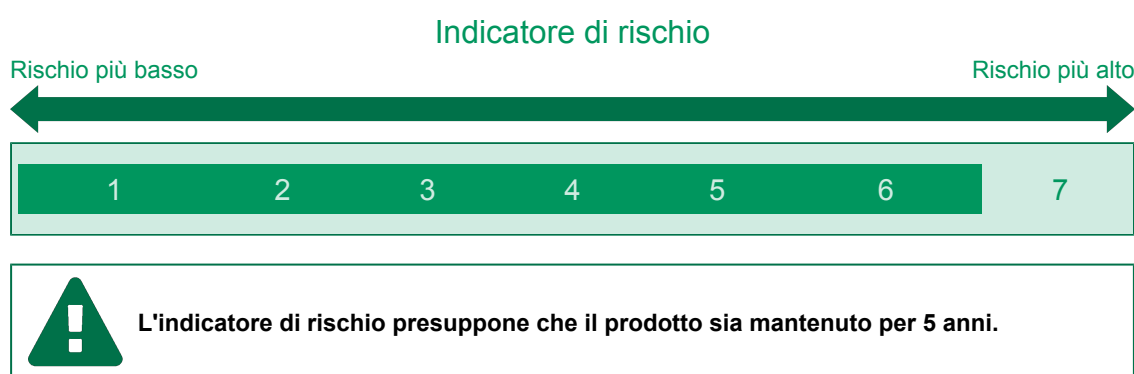 Indicatore di rischio
Rischio più basso Rischio più alto
1 2 3 4 5 6 7
L'indicatore di rischio presuppone che il prodotto sia mantenuto per 5 anni.